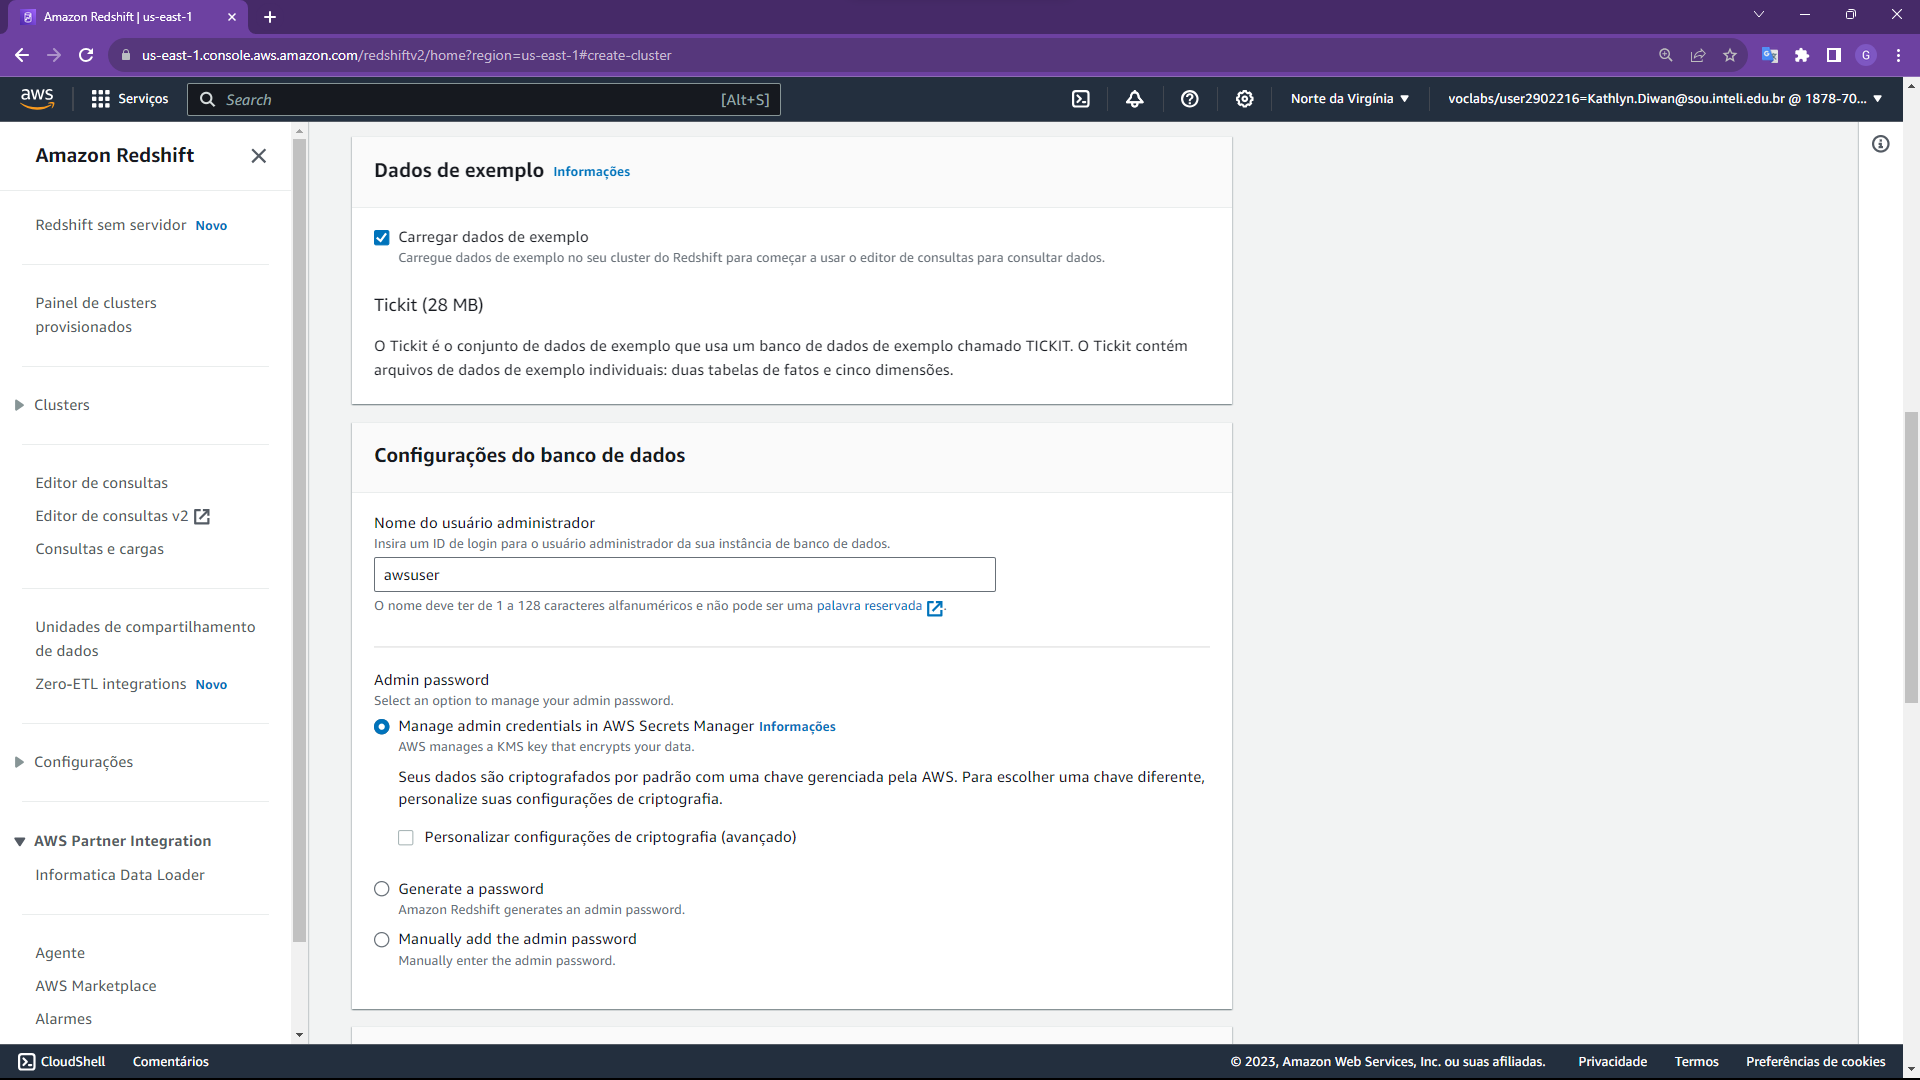 Amazon Redshift | us-east-1
us-east-1.console.aws.amazon.com/redshiftv2/home?region=us-east-1#create-cluster
G
aws
Serviços
Search
[Alt+S]
Norte da Virgínia
voclabs/user2902216=Kathlyn.Diwan@sou.inteli.edu.br @ 1878-70...
Amazon Redshift
Redshift sem servidor Novo
Painel de clusters
provisionados
Clusters
Editor de consultas
Editor de consultas v2
Consultas e cargas
Unidades de compartilhamento
de dados
Zero-ETL integrations Novo
Configurações
AWS Partner Integration
Informatica Data Loader
Agente
AWS Marketplace
Alarmes
Dados de exemplo Informações
Carregar dados de exemplo
Carregue dados de exemplo no seu cluster do Redshift para começar a usar o editor de consultas para consultar dados.
Tickit (28 MB)
O Tickit é o conjunto de dados de exemplo que usa um banco de dados de exemplo chamado TICKIT. O Tickit contém
arquivos de dados de exemplo individuais: duas tabelas de fatos e cinco dimensões.
Configurações do banco de dados
Nome do usuário administrador
Insira um ID de login para o usuário administrador da sua instância de banco de dados.
awsuser
O nome deve ter de 1 a 128 caracteres alfanuméricos e não pode ser uma palavra reservada.
Admin password
Select an option to manage your admin password.
Manage admin credentials in AWS Secrets Manager Informações
AWS manages a KMS key that encrypts your data.
Seus dados são criptografados por padrão com uma chave gerenciada pela AWS. Para escolher uma chave diferente,
personalize suas configurações de criptografia.
Personalizar configurações de criptografia (avançado)
Generate a password
Amazon Redshift generates an admin password.
Manually add the admin password
Manually enter the admin password.
CloudShell
Comentários
© 2023, Amazon Web Services, Inc. ou suas afiliadas.
Privacidade
Termos
Preferências de cookies